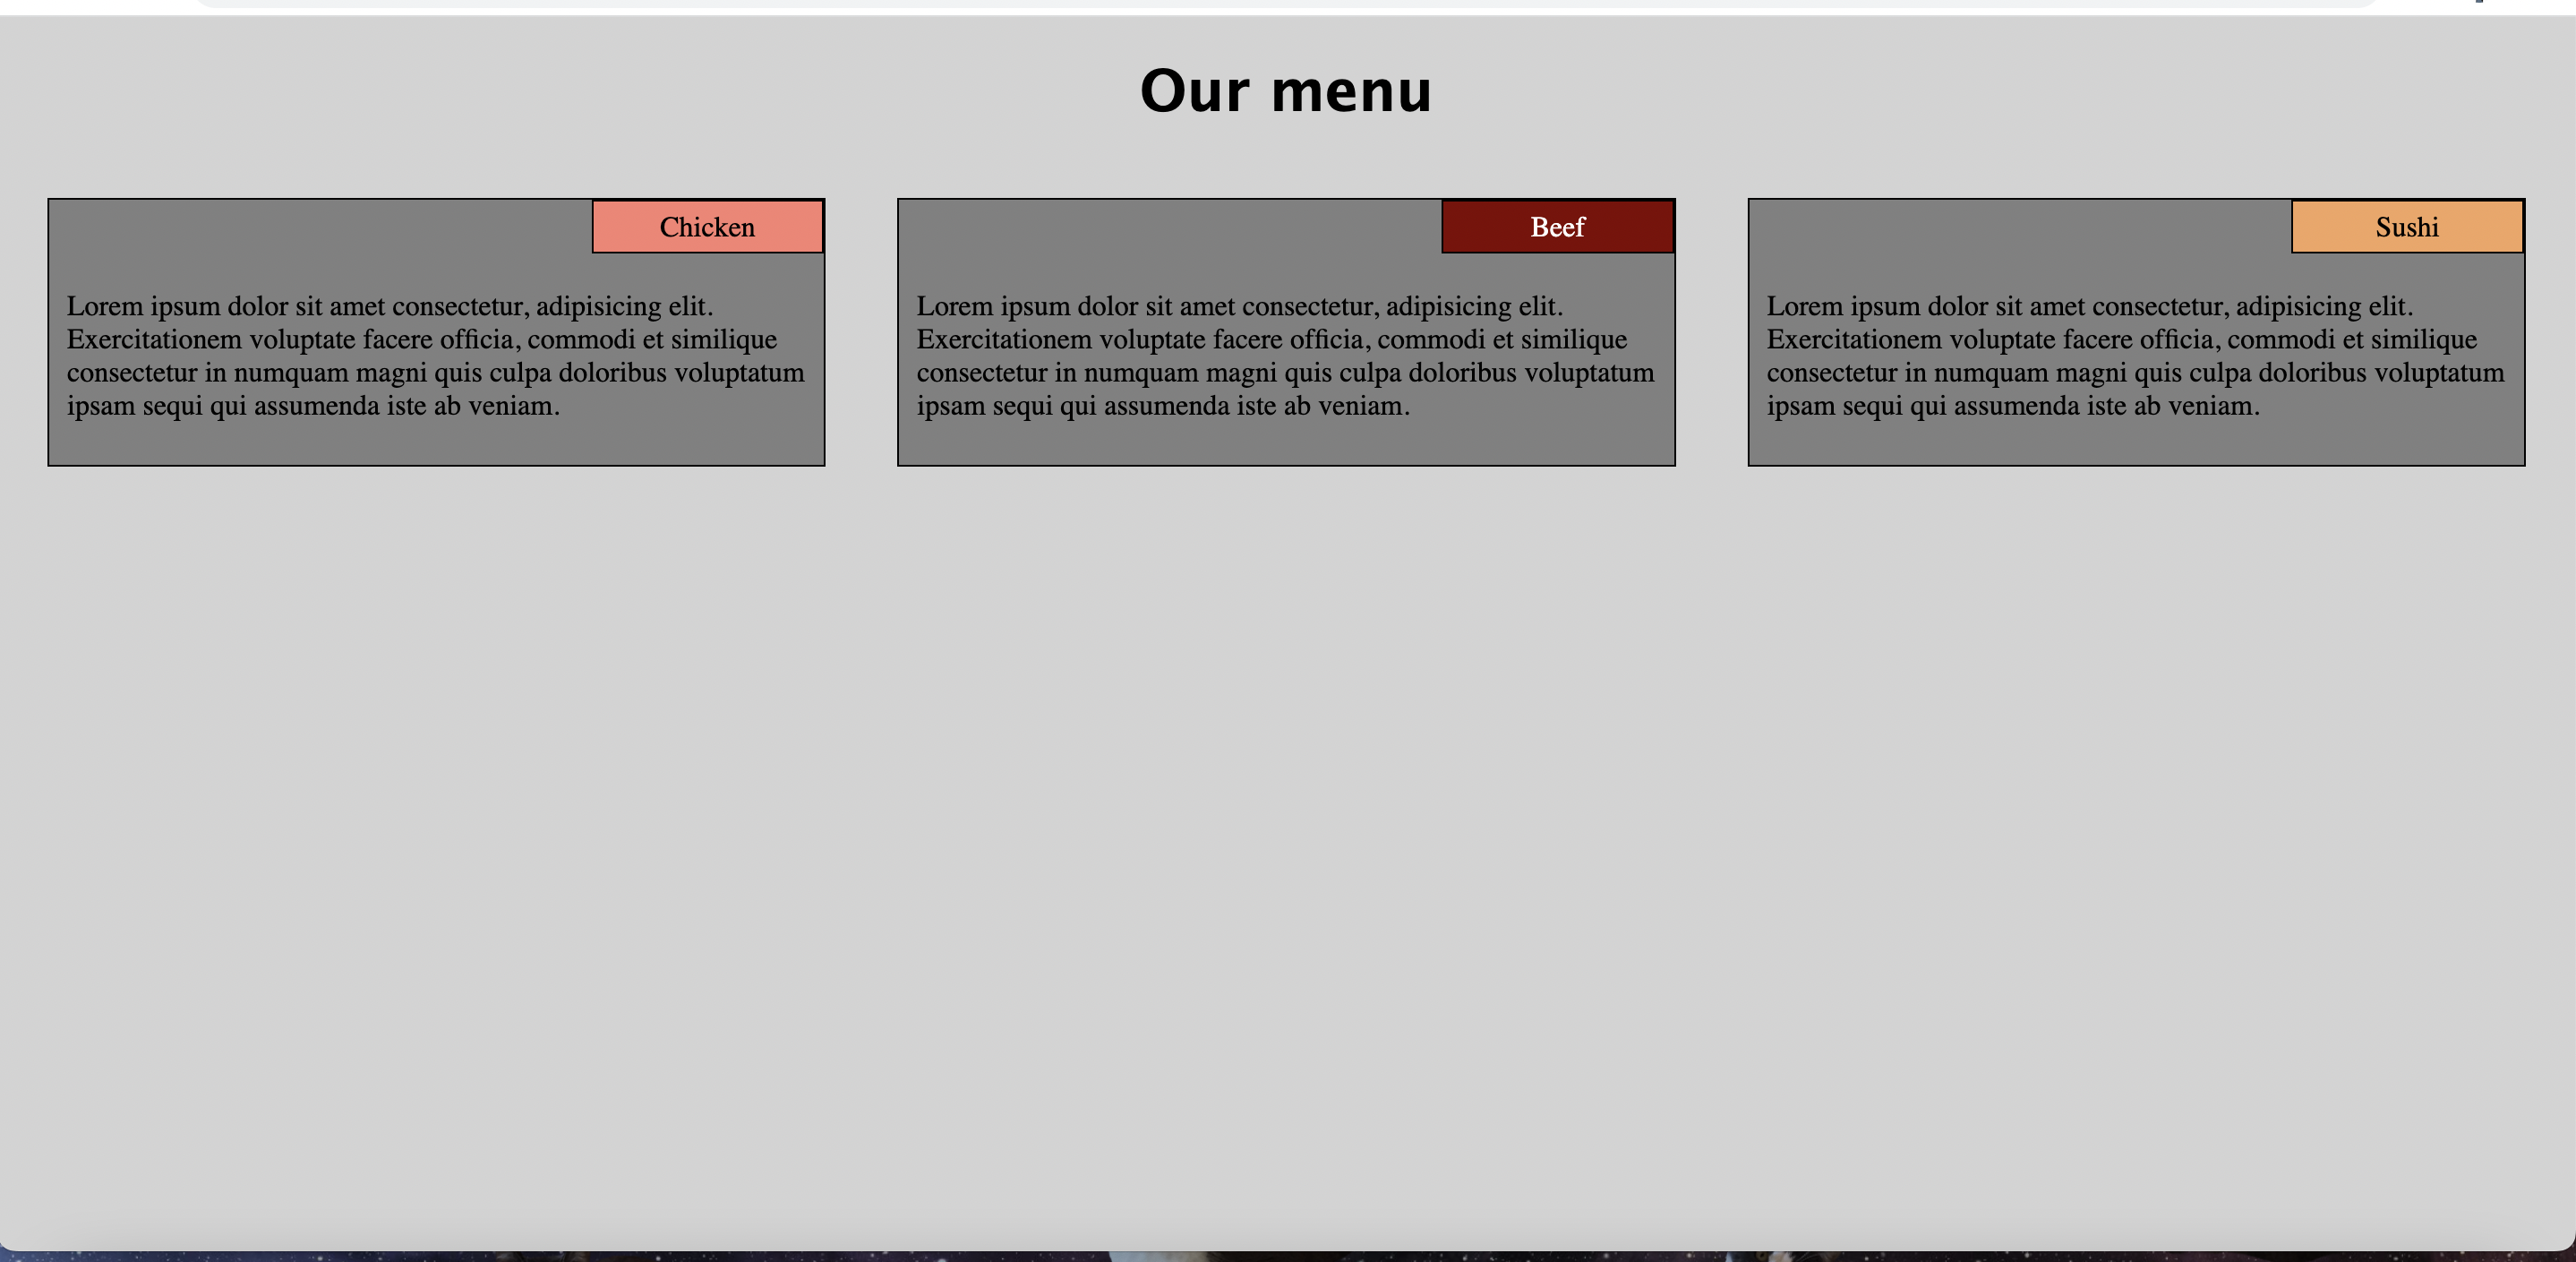 Our menu
Chicken
Lorem ipsum dolor sit amet consectetur, adipisicing elit.
Exercitationem voluptate facere officia, commodi et similique
consectetur in numquam magni quis culpa doloribus voluptatum
ipsam sequi qui assumenda iste ab veniam.
Beef
Lorem ipsum dolor sit amet consectetur, adipisicing elit.
Exercitationem voluptate facere officia, commodi et similique
consectetur in numquam magni quis culpa doloribus voluptatum
ipsam sequi qui assumenda iste ab veniam.
Sushi
Lorem ipsum dolor sit amet consectetur, adipisicing elit.
Exercitationem voluptate facere officia, commodi et similique
consectetur in numquam magni quis culpa doloribus voluptatum
ipsam sequi qui assumenda iste ab veniam.